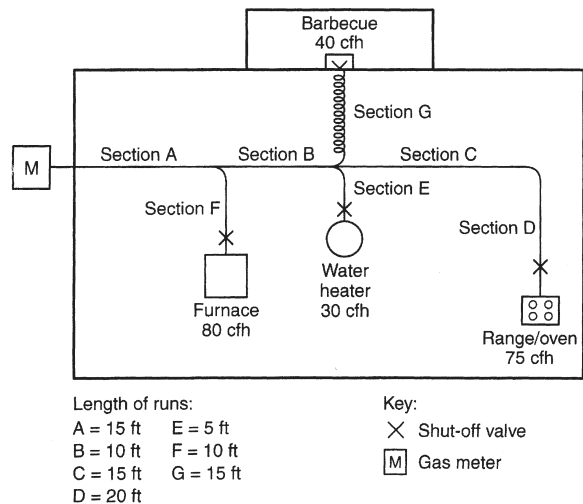 Barbecue
40 cfh
Section G
M
Section A
Section B
Section C
Section E
Section F
Section D
Water
heater
30 cfh
Furnace
80 cfh
Range/oven
75 cfh
Length of runs:
A = 15 ft E = 5 ft
B = 10 ft F = 10 ft
C = 15 ft G = 15 ft
D = 20 ft
Key:
Shut-off valve
M Gas meter